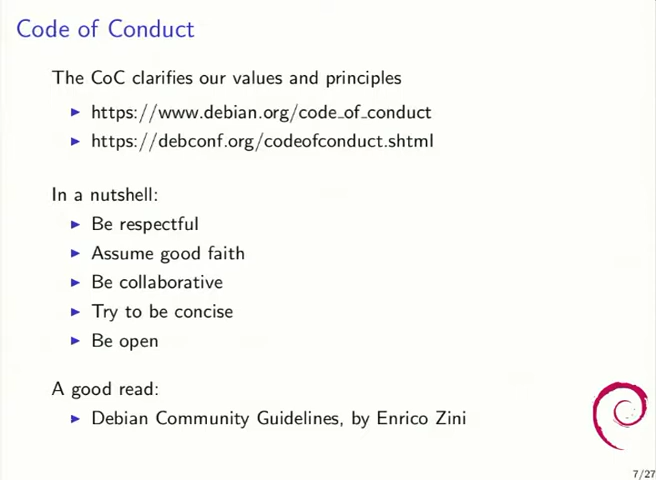 Code of Conduct
The CoC clarifies our values and principles
► https://www.debian.org/code_of_conduct
► https://debconf.org/codeofconduct.shtml
In a nutshell:
► Be respectful
► Assume good faith
► Be collaborative
► Try to be concise
► Be open
A good read:
► Debian Community Guidelines, by Enrico Zini
7/27